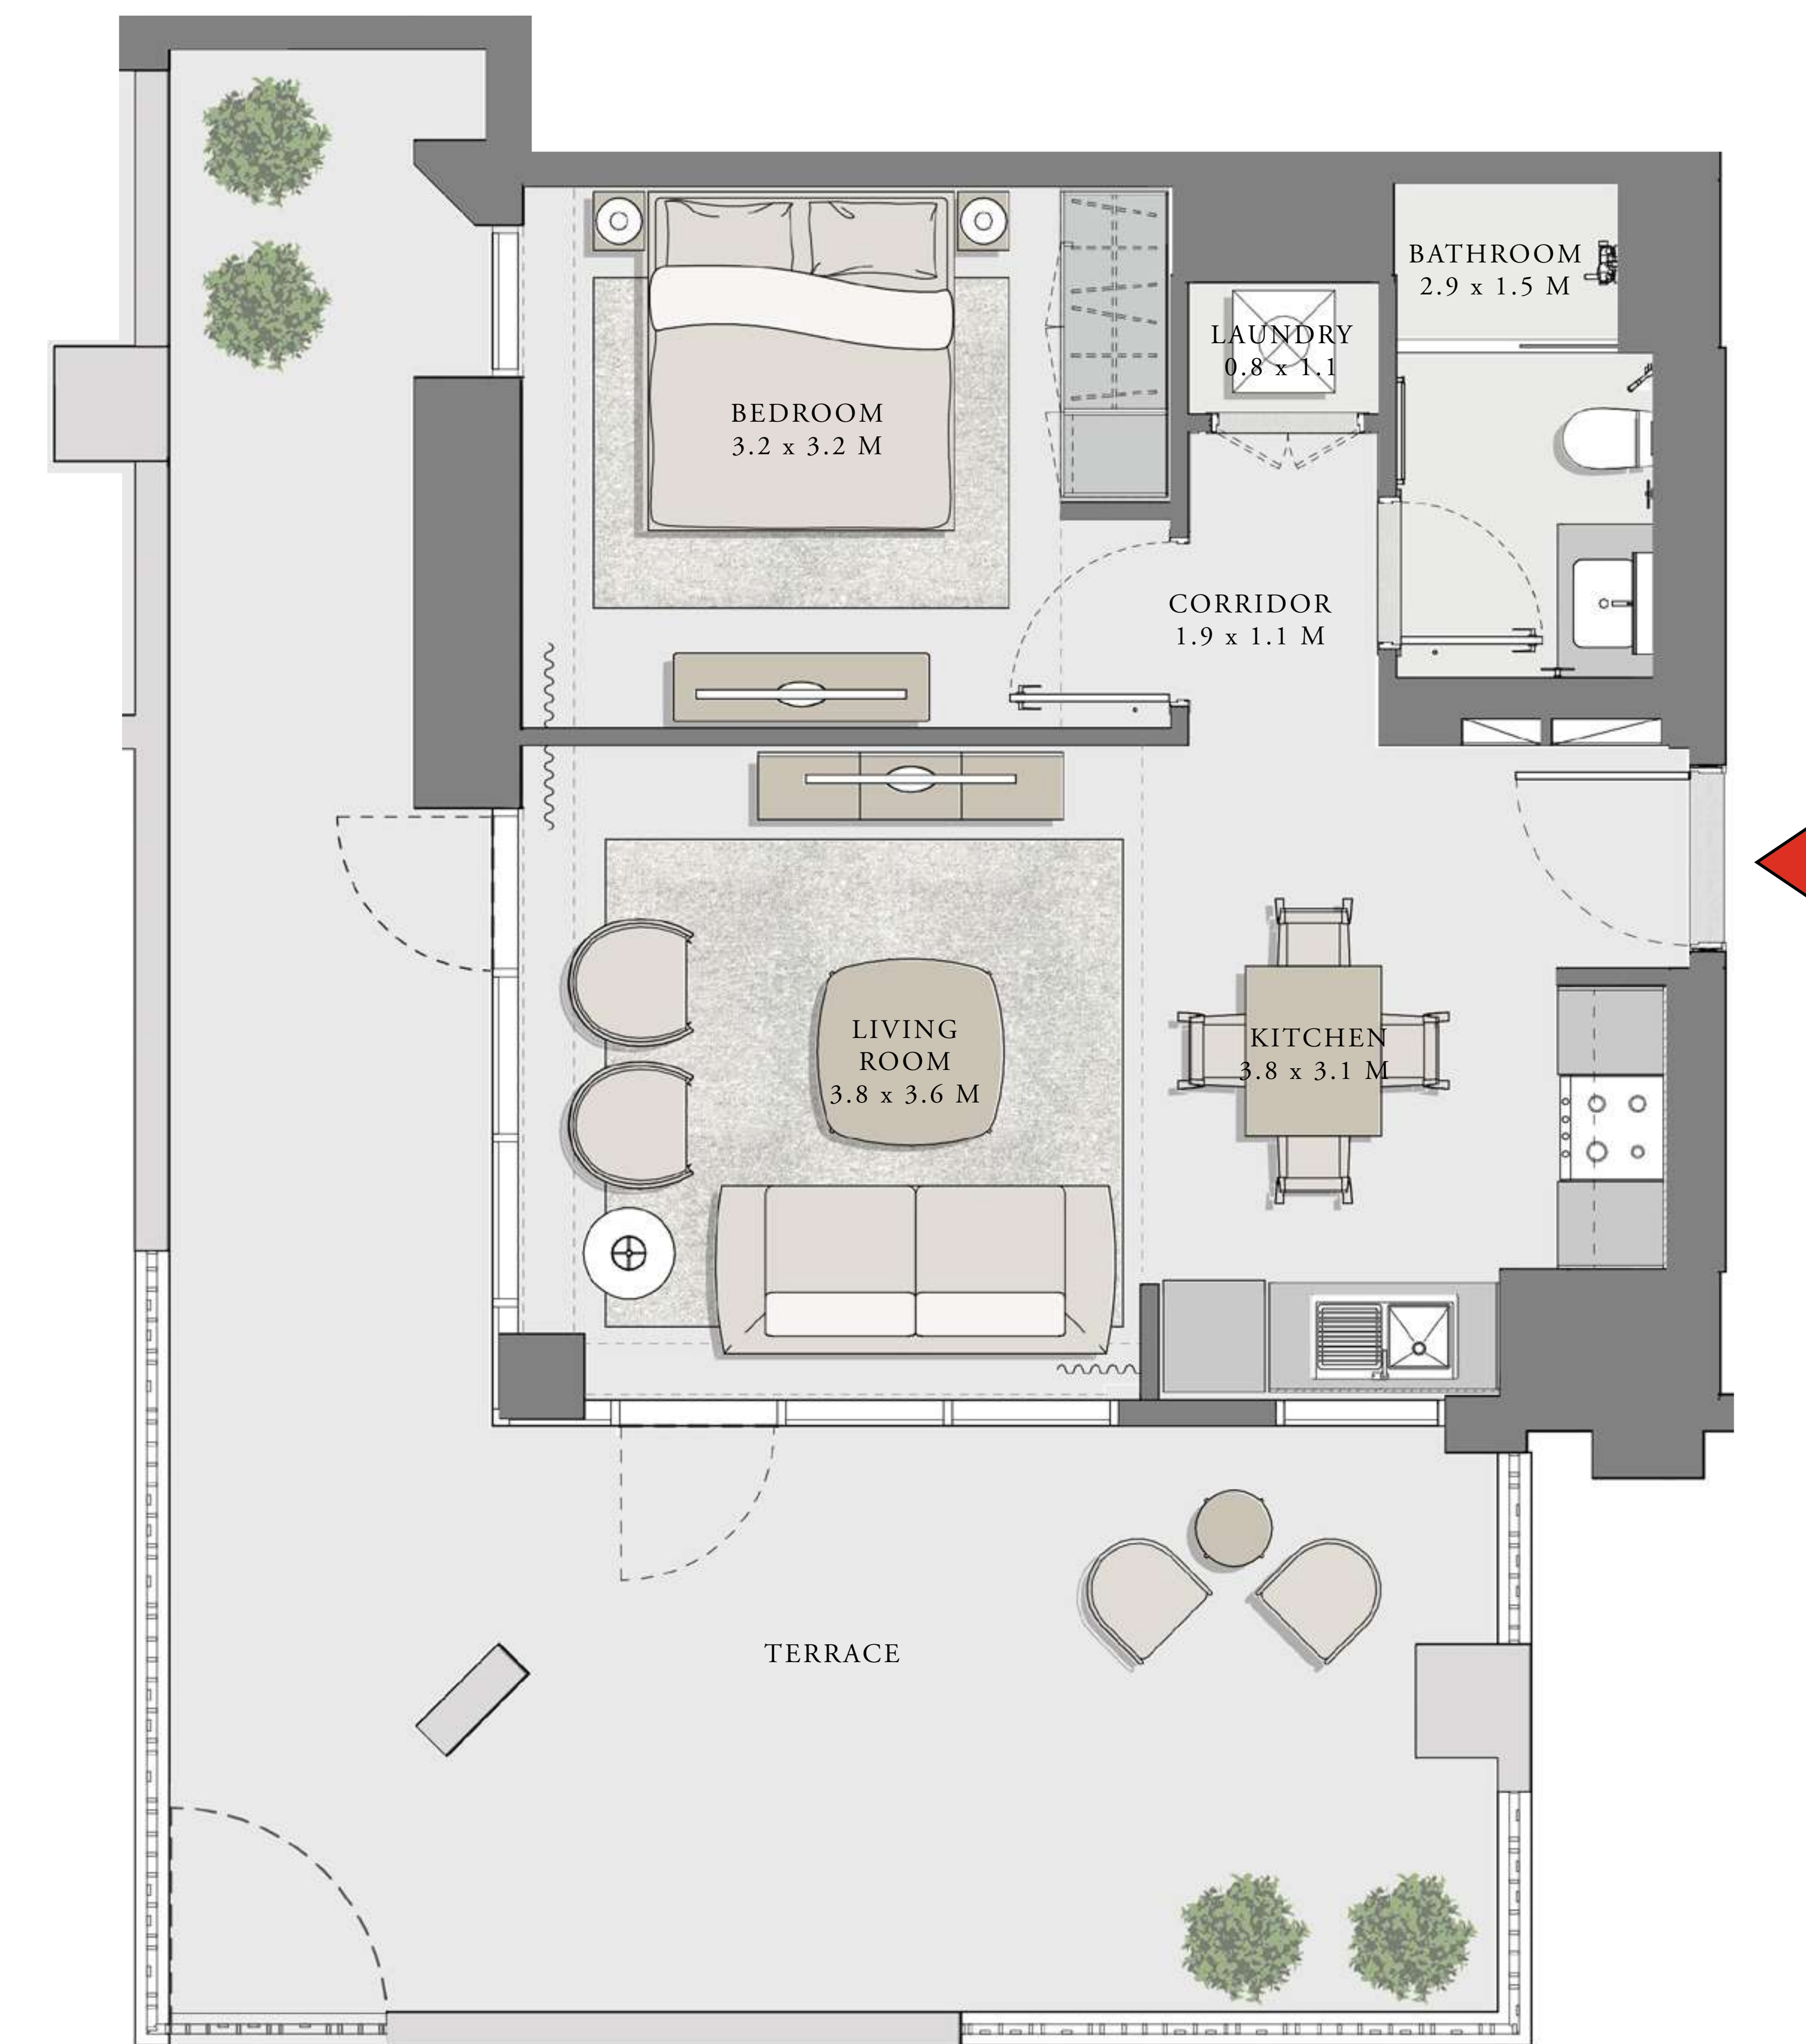 BATHROOM
2.9 x 1.5 M
LAUNDRY
0.8 x 1.1
BEDROOM
3.2 x 3.2 M
CORRIDOR
1.9 x 1.1 M
LIVING
ROOM
3.8 x 3.6 M
KITCHEN
3.8 x 3.1 M
TERRACE